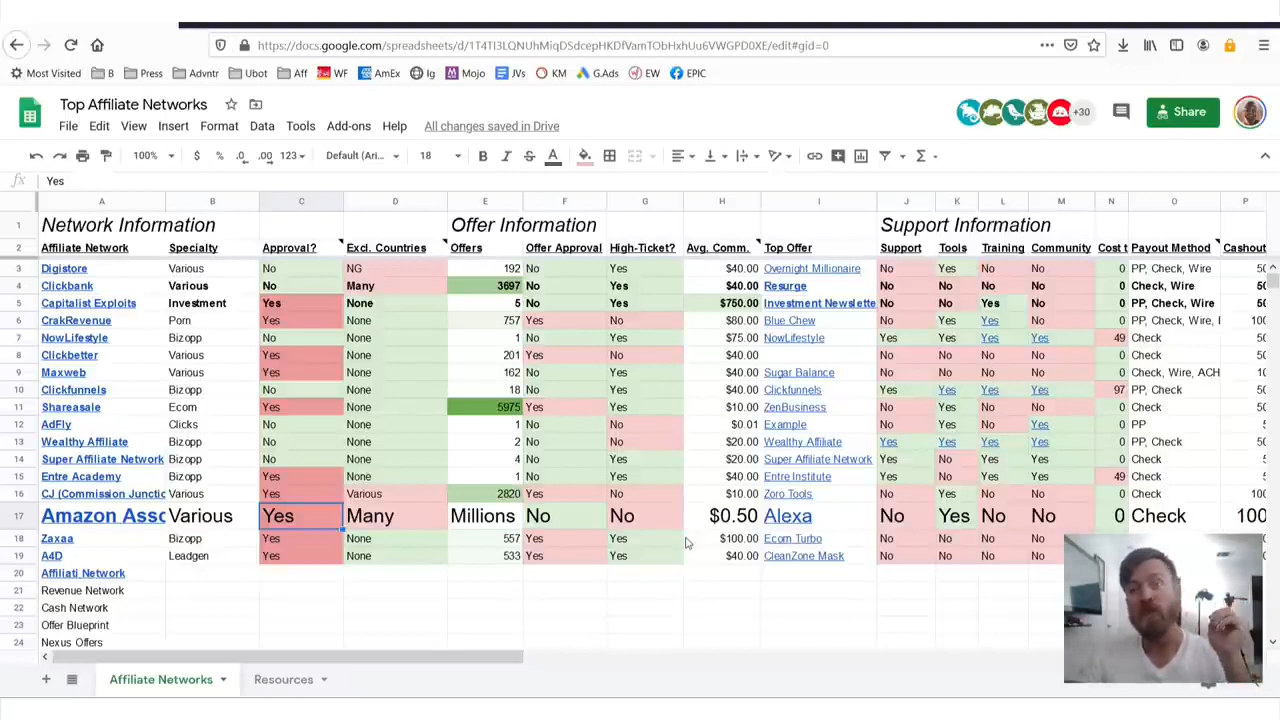 https://docs.google.com/spreadsheets/d/1T4TI3LQNUhMiqDSdcepHKDfVamTObHxhUu6VWGPD0XE/edit#gid=0
Most Visited B Press Advntr Ubot Aff WF AmEx Ig Mojo JVs KM G.Ads EW EPIC
Top Affiliate Networks
+30 Share
File Edit View Insert Format Data Tools Add-ons Help All changes saved in Drive
100% $ % .0 .00 123 Default (Ari... 18 B I S A
fx Yes
A B C D E F G H I J K L M N O P
1 Network Information Offer Information Support Information
2 Affiliate Network Specialty Approval? Excl. Countries Offers Offer Approval High-Ticket? Avg. Comm. Top Offer Support Tools Training Community Cost t Payout Method Cashout
3 Digistore Various No NG 192 No Yes $40.00 Overnight Millionaire No Yes No No 0 PP, Check, Wire 50
4 Clickbank Various No Many 3697 No Yes $40.00 Resurge No No No No 0 Check, Wire 50
5 Capitalist Exploits Investment Yes None 5 No Yes $750.00 Investment Newslette No No Yes No 0 PP, Check, Wire 50
6 CrakRevenue Porn Yes None 757 Yes No $80.00 Blue Chew No No Yes No 0 PP, Check, Wire, 100
7 NowLifestyle Bizopp No None 1 No Yes $75.00 NowLifestyle Yes Yes Yes Yes 49 Check
8 Clickbetter Various Yes None 201 Yes No $40.00 No No No No 0 Check 50
9 Maxweb Various Yes None 162 No Yes $40.00 Sugar Balance No No No No 0 Check, Wire, ACH
10 Clickfunnels Bizopp No None 18 No Yes $40.00 Clickfunnels Yes Yes Yes Yes 97 PP, Check
11 Shareasale Ecom Yes None 5975 Yes Yes $10.00 ZenBusiness No Yes No No 0 Check 50
12 AdFly Clicks No None 1 No No $0.01 Example No No No Yes 0 PP 5
13 Wealthy Affiliate Bizopp No None 2 No No $20.00 Wealthy Affiliate Yes Yes Yes Yes 0 PP, Check 50
14 Super Affiliate Network Bizopp No None 4 No Yes $20.00 Super Affiliate Network Yes No Yes Yes 0 Check 5
15 Entre Academy Bizopp Yes None 1 No Yes $40.00 Entre Institute No Yes Yes Yes 49 Check 5
16 CJ (Commission Junctic Various Yes Various 2820 Yes No $10.00 Zoro Tools No Yes No No 0 Check 100
17 Amazon Asso Various Yes Many Millions No No $0.50 Alexa No Yes No No 0 Check 100
18 Zaxaa Bizopp Yes None 557 Yes Yes $100.00 Ecom Turbo No No No No
19 A4D Leadgen Yes None 533 Yes Yes $40.00 CleanZone Mask No No No No
20 Affiliati Network
21 Revenue Network
22 Cash Network
23 Offer Blueprint
24 Nexus Offers
Affiliate Networks Resources